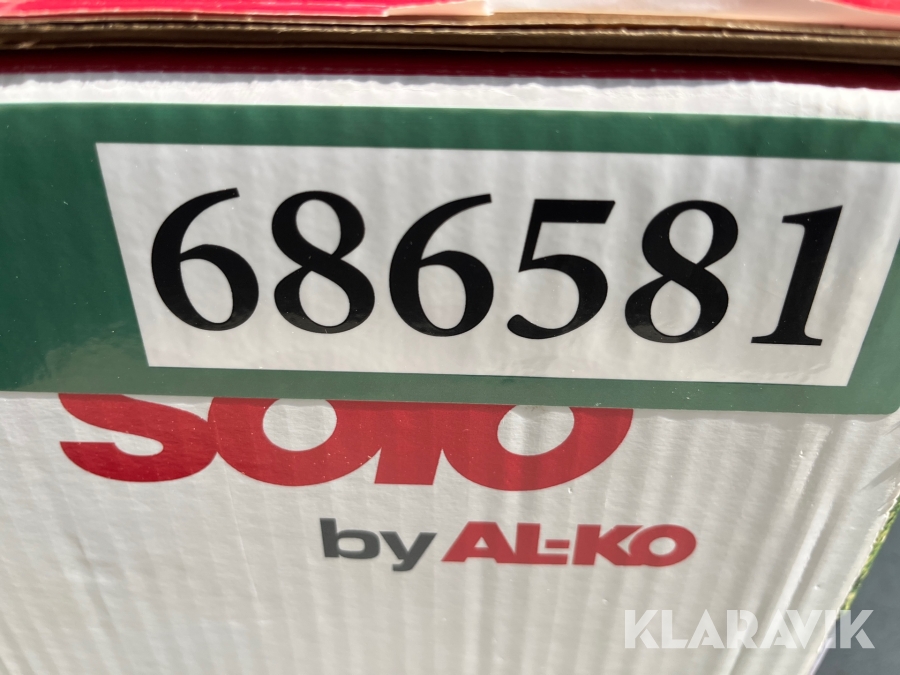 686581
solo
by AL-KO
KLARAVIK